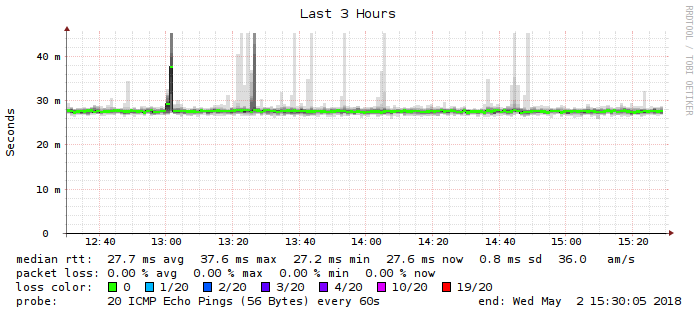 Last 3 Hours
RRDTOOL / TOBI OETIKER
Seconds
40 m
30 m
20 m
10 m
0
12:40 13:00 13:20 13:40 14:00 14:20 14:40 15:00 15:20
median rtt: 27.7 ms avg 37.6 ms max 27.2 ms min 27.6 ms now 0.8 ms sd 36.0 am/s
packet loss: 0.00 % avg 0.00 % max 0.00 % min 0.00 % now
loss color: 0 1/20 2/20 3/20 4/20 10/20 19/20
probe: 20 ICMP Echo Pings (56 Bytes) every 60s end: Wed May 2 15:30:05 2018